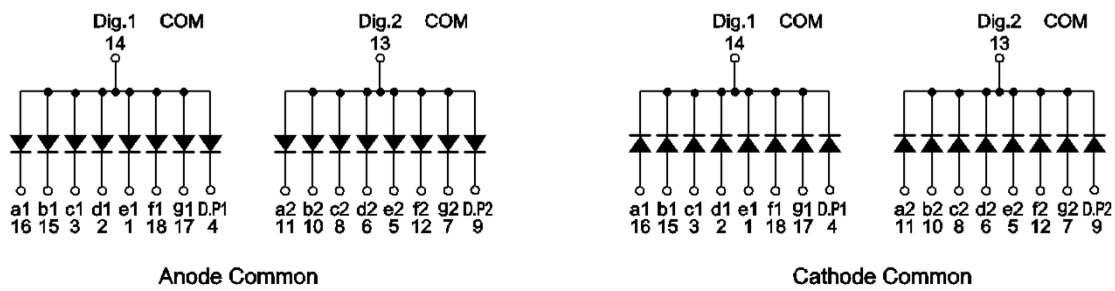 Dig.1 COM
14
Dig.2 COM
13
Dig.1 COM
14
Dig.2 COM
13
a1 b1 c1 d1 e1 f1 g1 D.P1
16 15 3 2 1 18 17 4
a2 b2 c2 d2 e2 f2 g2 D.P2
11 10 8 6 5 12 7 9
a1 b1 c1 d1 e1 f1 g1 D.P1
16 15 3 2 1 18 17 4
a2 b2 c2 d2 e2 f2 g2 D.P2
11 10 8 6 5 12 7 9
Anode Common
Cathode Common